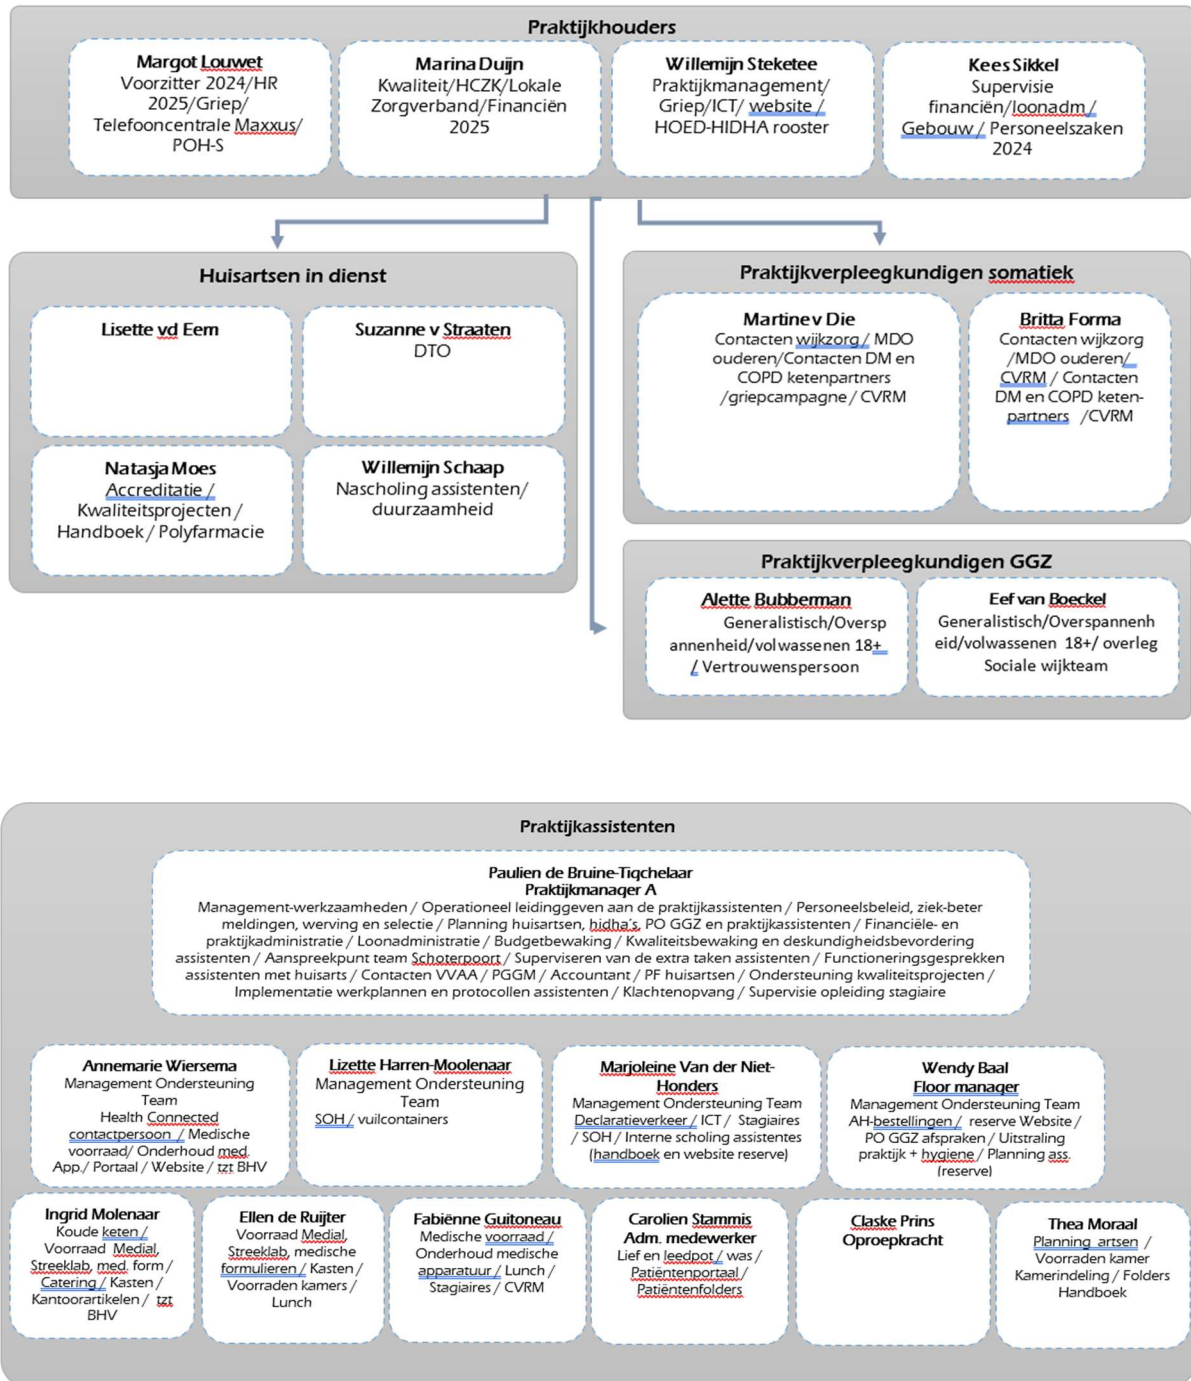 Praktijkhouders
Margot Louwet
Voorzitter 2024/HR
2025/Griep/
Telefooncentrale Maxxus/
POH-S
Marina Duijn
Kwaliteit/HCZK/Lokale
Zorgverband/Financiën
2025
Willemijn Steketee
Praktijkmanagement/
Griep/ICT/ website /
HOED-HIDHA rooster
Kees Sikkel
Supervisie
financiën/loonadm /
Gebouw / Personeelszaken
2024
Huisartsen in dienst
Lisette vd Eem
Suzanne v Straaten
DTO
Natasja Moes
Accreditatie /
Kwaliteitsprojecten /
Handboek / Polyfarmacie
Willemijn Schaap
Nascholing assistenten/
duurzaamheid
Praktijkverpleegkundigen somatiek
Martine v Die
Contacten wijkzorg / MDO
ouderen/Contacten DM en
COPD ketenpartners
/griepcampagne / CVRM
Britta Forma
Contacten wijkzorg
/MDO ouderen/
CVRM / Contacten
DM en COPD keten-
partners /CVRM
Praktijkverpleegkundigen GGZ
Alette Bubberman
Generalistisch/Oversp
annenheid/volwassenen 18+
/ Vertrouwenspersoon
Eef van Boeckel
Generalistisch/Overspannenh
eid/volwassenen 18+/ overleg
Sociale wijkteam
Praktijkassistenten
Paulien de Bruine-Tiqchelaar
Praktijkmanager A
Management-werkzaamheden / Operationeel leidinggeven aan de praktijkassistenten / Personeelsbeleid, ziek-beter
meldingen, werving en selectie / Planning huisartsen, hidha's, PO GGZ en praktijkassistenten / Financiële- en
praktijkadministratie / Loonadministratie / Budgetbewaking / Kwaliteitsbewaking en deskundigheidsbevordering
assistenten / Aanspreekpunt team Schoterpoort / Superviseren van de extra taken assistenten / Functioneringsgesprekken
assistenten met huisarts / Contacten VVAA / PGGM / Accountant / PF huisartsen / Ondersteuning kwaliteitsprojecten /
Implementatie werkplannen en protocollen assistenten / Klachtenopvang / Supervisie opleiding stagiaire
Annemarie Wiersema
Management Ondersteuning
Team
Health Connected
contactpersoon / Medische
voorraad/ Onderhoud med.
App./ Portaal / Website / tzt BHV
Lizette Harren-Moolenaar
Management Ondersteuning
Team
SOH / vuilcontainers
Marjoleine Van der Niet-
Honders
Management Ondersteuning Team
Declaratieverkeer / ICT / Stagiaires
/ SOH / Interne scholing assistentes
(handboek en website reserve)
Wendy Baal
Floor manager
Management Ondersteuning Team
AH-bestellingen / reserve Website /
PO GGZ afspraken / Uitstraling
praktijk + hygiene / Planning ass.
(reserve)
Ingrid Molenaar
Koude keten /
Voorraad Medial,
Streeklab, med. form /
Catering / Kasten /
Kantoorartikelen / tzt
BHV
Ellen de Ruijter
Voorraad Medial,
Streeklab, medische
formulieren / Kasten /
Voorraden kamers /
Lunch
Fabiënne Guitoneau
Medische voorraad /
Onderhoud medische
apparatuur / Lunch /
Stagiaires / CVRM
Carolien Stammis
Adm. medewerker
Lief en leedpot / was /
Patiëntenportaal /
Patiëntenfolders
Claske Prins
Oproepkracht
Thea Moraal
Planning artsen /
Voorraden kamer
Kamerindeling / Folders
Handboek